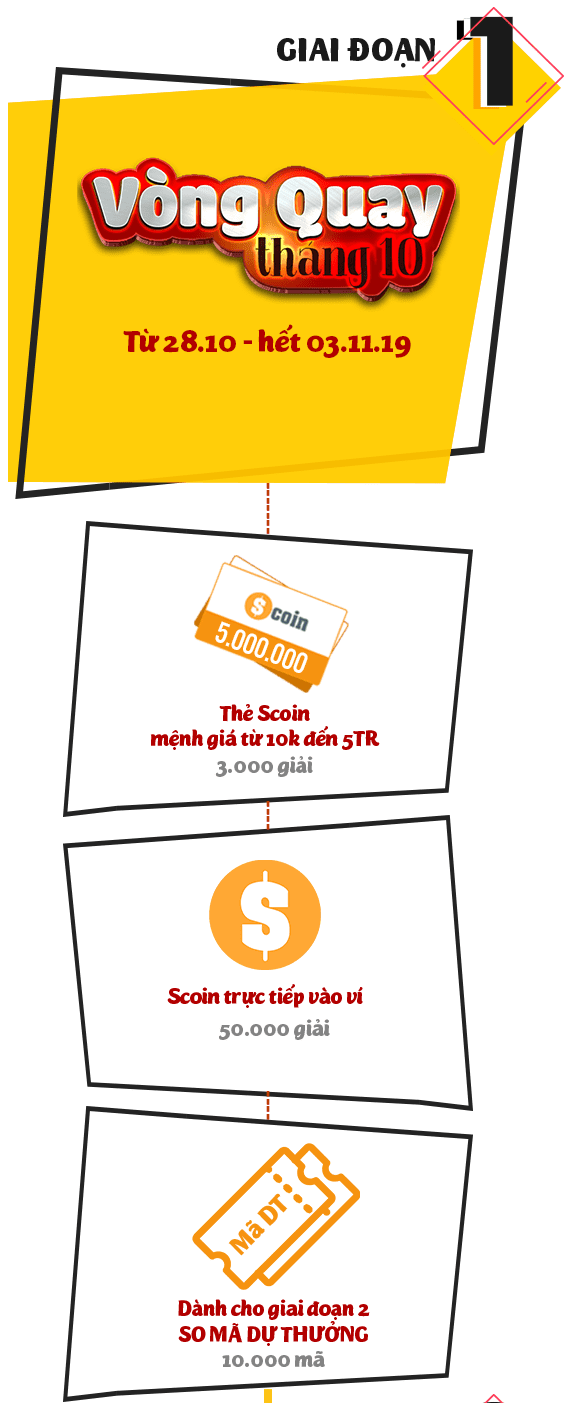 GIAI ĐOẠN 1
Vòng Quay
tháng 10
Từ 28.10 - hết 03.11.19
$coin
5.000.000
Thẻ Scoin
mệnh giá từ 10k đến 5TR
3.000 giải
$
Scoin trực tiếp vào ví
50.000 giải
Mã DT
Dành cho giai đoạn 2
SO MÃ DỰ THƯỞNG
10.000 mã